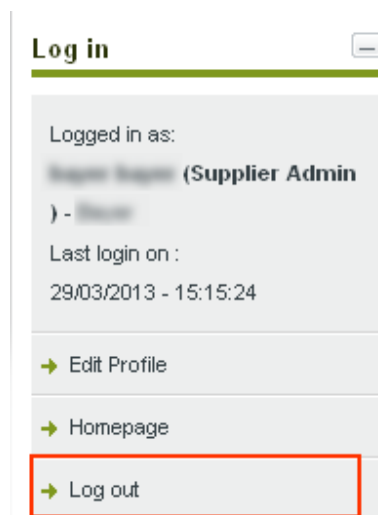 Log in
Logged in as:
(Supplier Admin
) -
Last login on :
29/03/2013 - 15:15:24
Edit Profile
Homepage
Log out